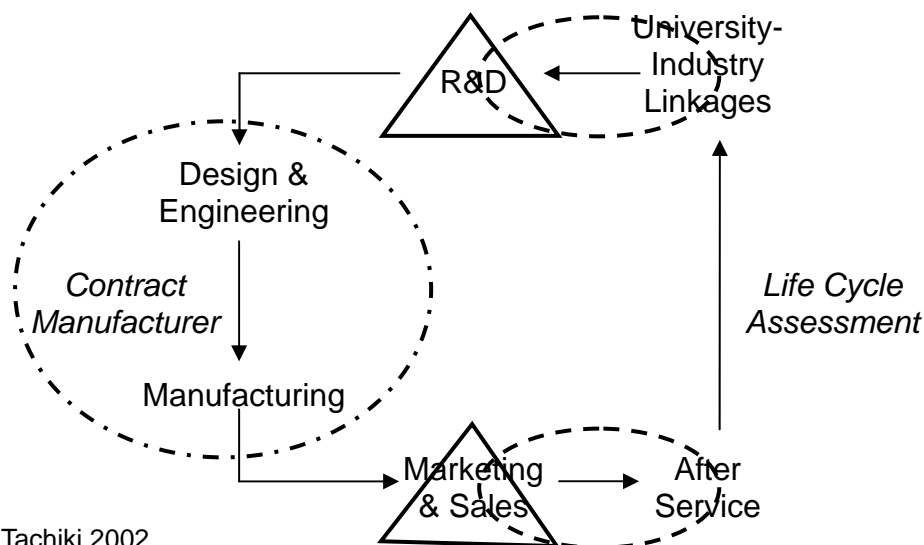 University-
Industry
Linkages
R&D
Design &
Engineering
Contract
Manufacturer
Life Cycle
Assessment
Manufacturing
Marketing
& Sales
After
Service
Tachiki 2002